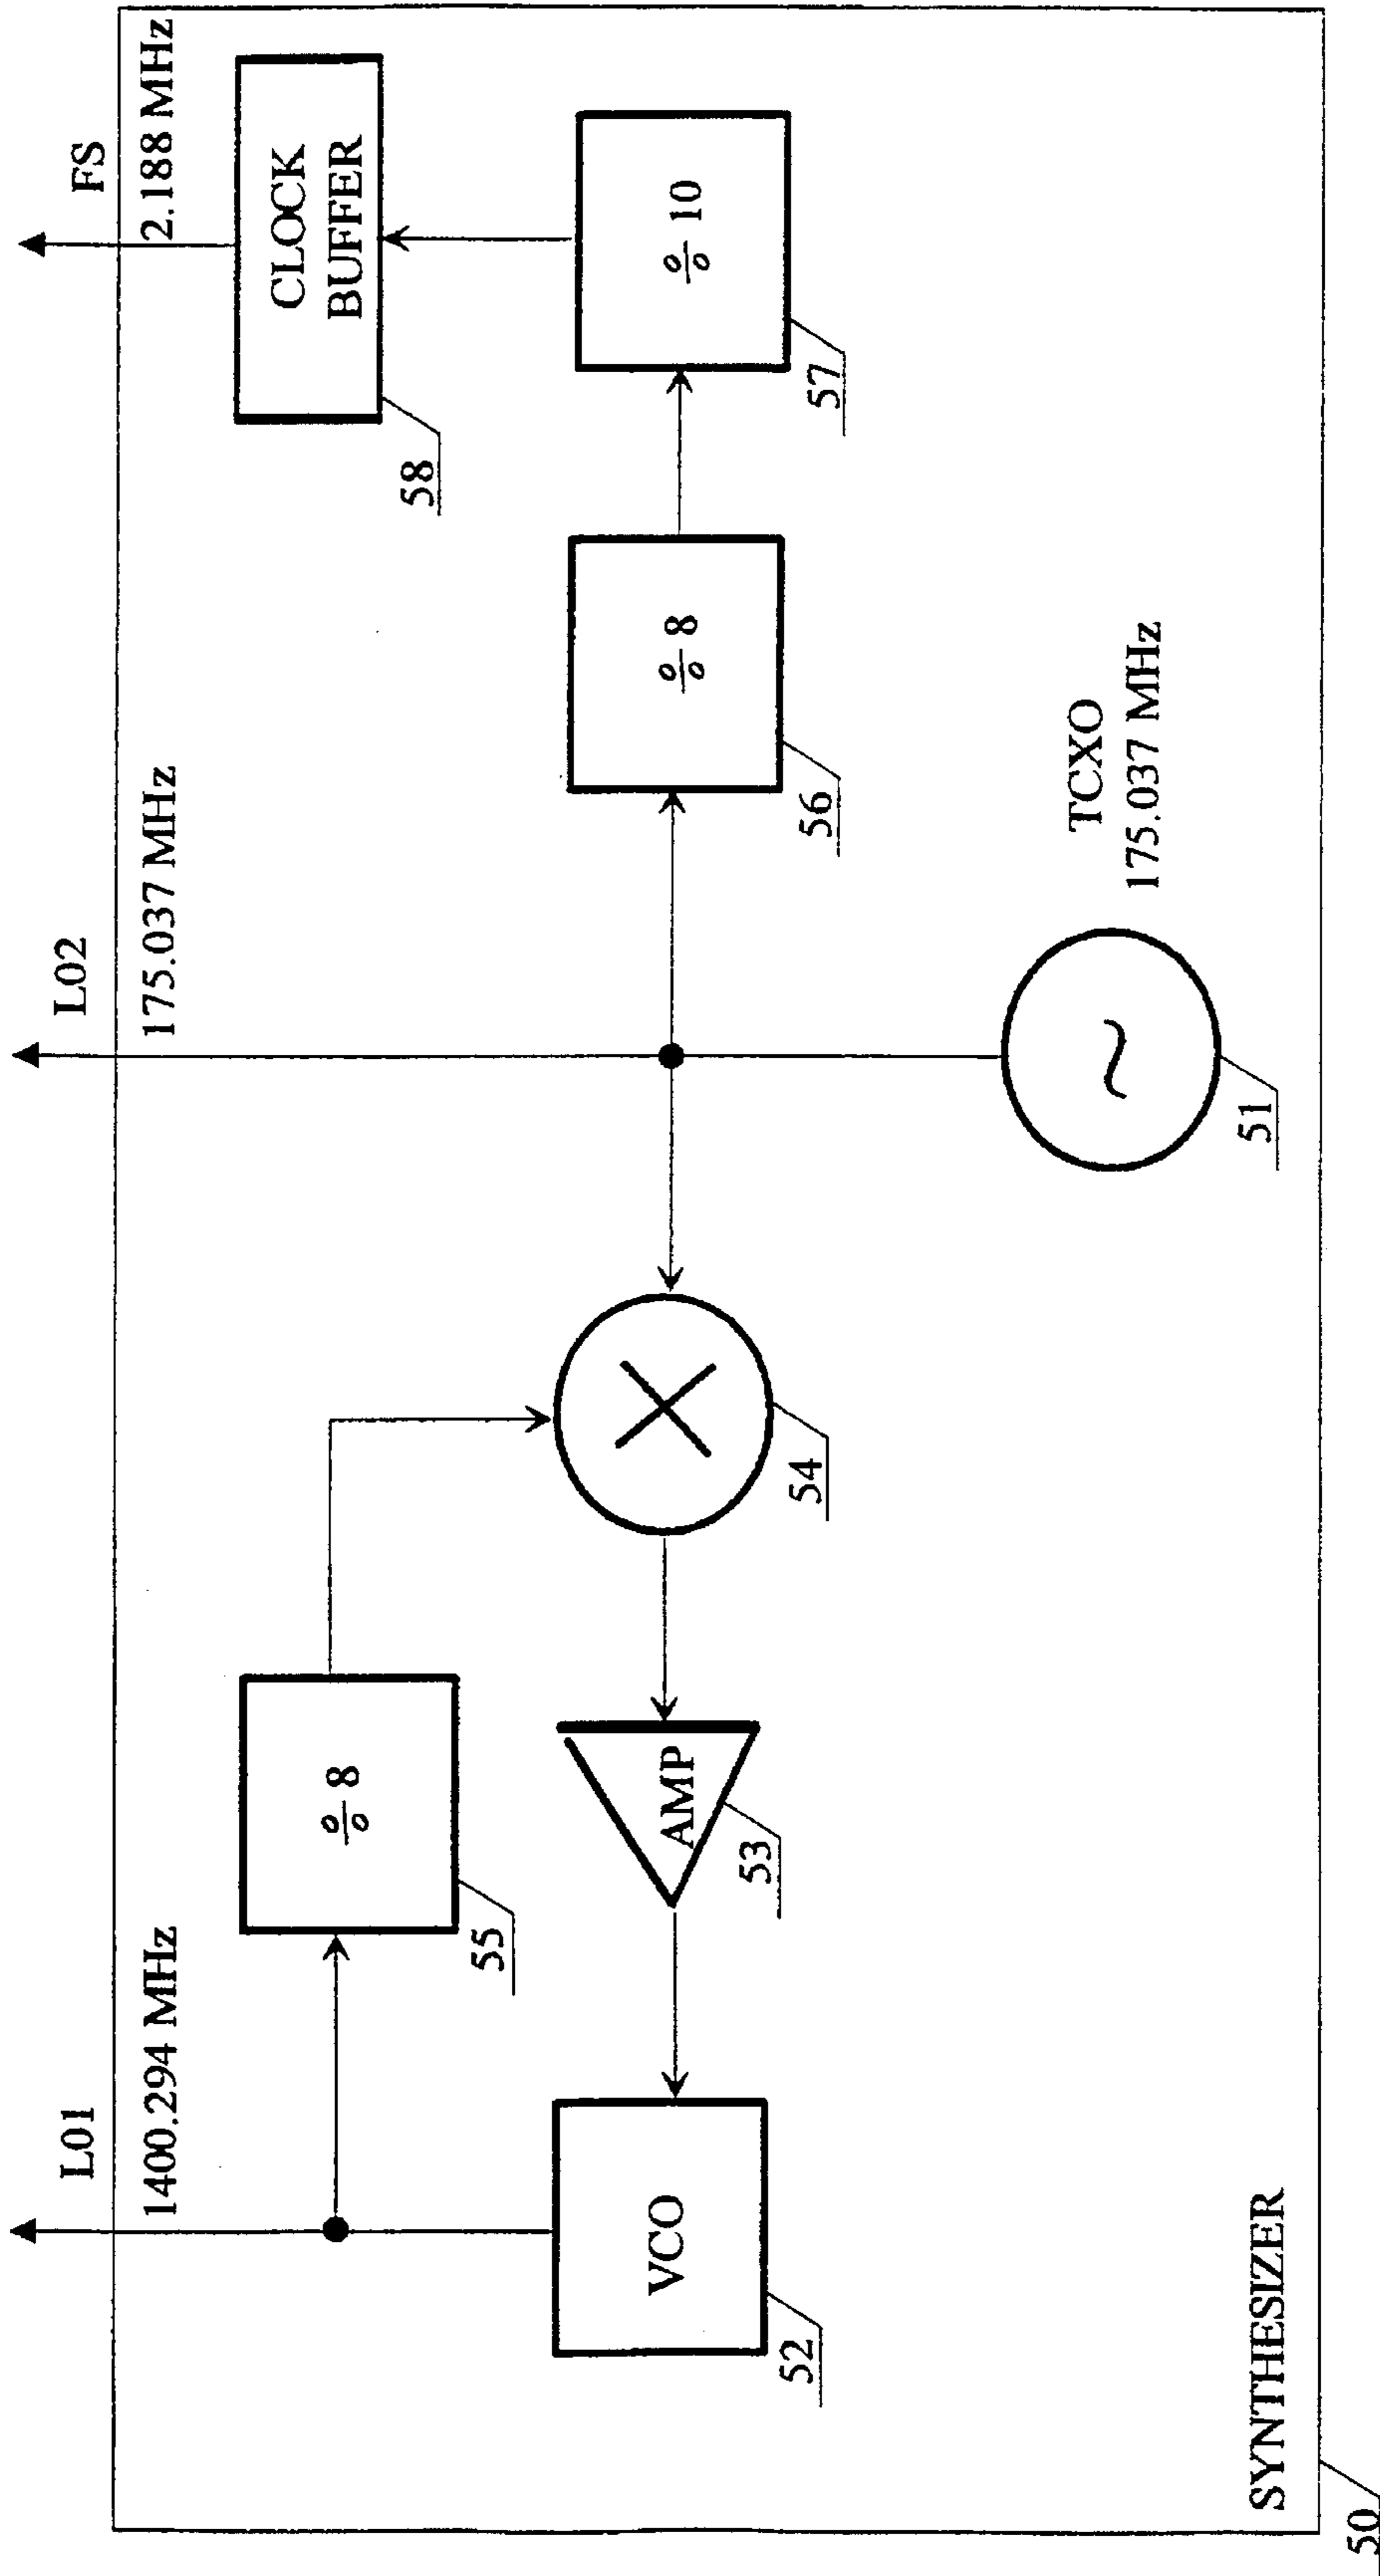 L01
L02
FS
1400.294 MHz
175.037 MHz
2.188 MHz
÷ 8
55
CLOCK
BUFFER
58
VCO
52
AMP
53
54
÷ 8
56
÷ 10
57
TCXO
175.037 MHz
~
51
SYNTHESIZER
50